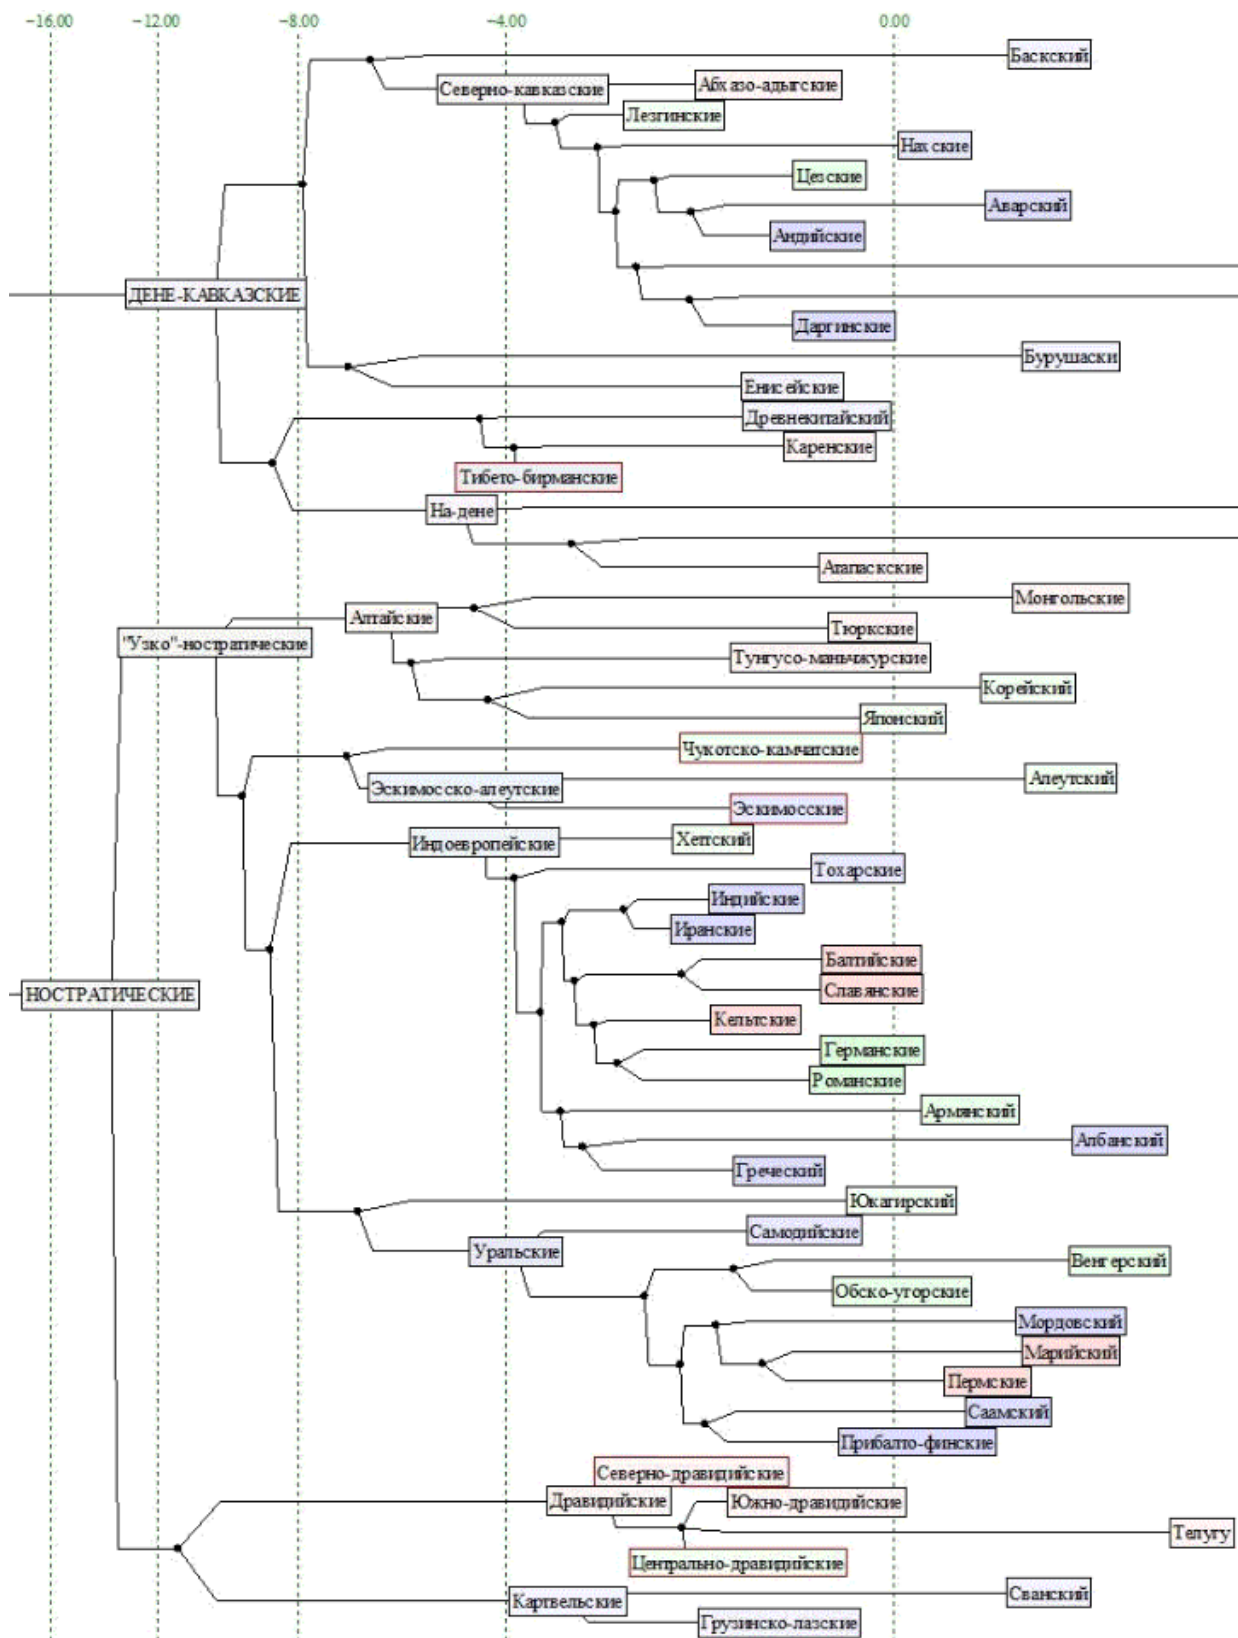 −16.00 −12.00 −8.00 −4.00 0.00
Баскский
Северно-кавказские
Абхазо-адыгские
Лезгинские
Нахские
Цезские
Аварский
Андийские
ДЕНЕ-КАВКАЗСКИЕ
Даргинские
Бурушаски
Енисейские
Древнекитайский
Каренские
Тибето-бирманские
На-дене
Атапаскские
Монгольские
Алтайские
Тюркские
"Узко"-ностратические
Тунгусо-маньчжурские
Корейский
Японский
Чукотско-камчатские
Эскимосско-алеутские
Алеутский
Эскимосские
Индоевропейские
Хеттский
Тохарские
Индийские
Иранские
Балтийские
Славянские
НОСТРАТИЧЕСКИЕ
Кельтские
Германские
Романские
Армянский
Албанский
Греческий
Юкагирский
Самодийские
Уральские
Венгерский
Обско-угорские
Мордовский
Марийский
Пермские
Саамский
Прибалто-финские
Северно-дравидийские
Дравидийские
Южно-дравидийские
Телугу
Центрально-дравидийские
Картвельские
Сванский
Грузинско-лазские